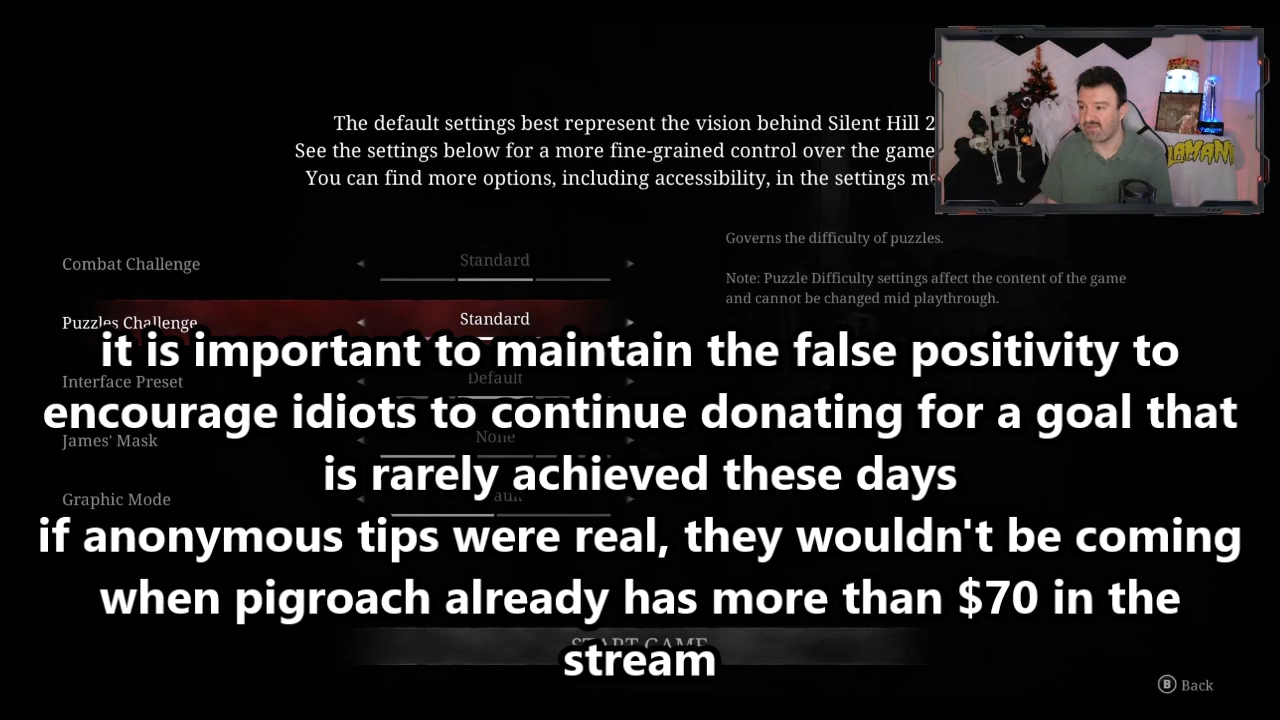 The default settings best represent the vision behind Silent Hill 2
See the settings below for a more fine-grained control over the game
You can find more options, including accessibility, in the settings
Governs the difficulty of puzzles.
Note: Puzzle Difficulty settings affect the content of the game
and cannot be changed mid playthrough.
Combat Challenge Standard
Puzzles Challenge Standard
Interface Preset Default
James' Mask None
Graphic Mode
it is important to maintain the false positivity to
encourage idiots to continue donating for a goal that
is rarely achieved these days
if anonymous tips were real, they wouldn't be coming
when pigroach already has more than $70 in the
stream
START GAME
B Back